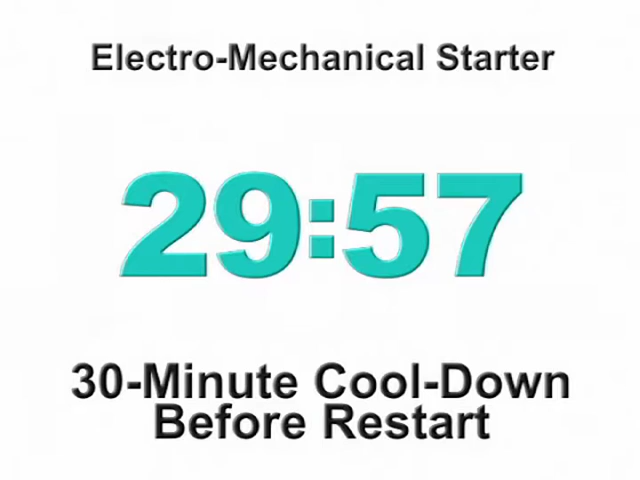 Electro-Mechanical Starter
29:57
30-Minute Cool-Down
Before Restart